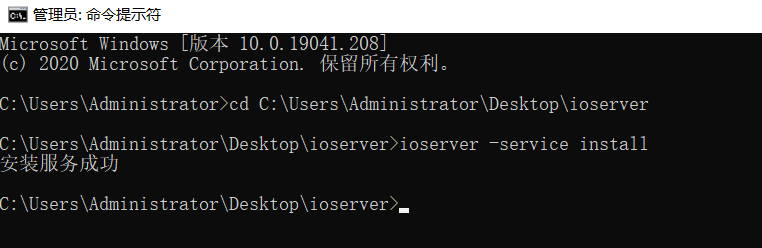 管理员: 命令提示符
Microsoft Windows [版本 10.0.19041.208]
(c) 2020 Microsoft Corporation. 保留所有权利。
C:\Users\Administrator>cd C:\Users\Administrator\Desktop\ioserver
C:\Users\Administrator\Desktop\ioserver>ioserver -service install
安装服务成功
C:\Users\Administrator\Desktop\ioserver>